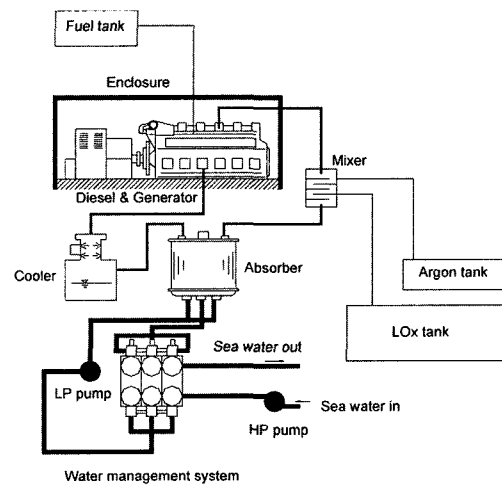 Fuel tank
Enclosure
Mixer
Diesel & Generator
Cooler
Absorber
Argon tank
LOx tank
Sea water out
LP pump
Sea water in
HP pump
Water management system